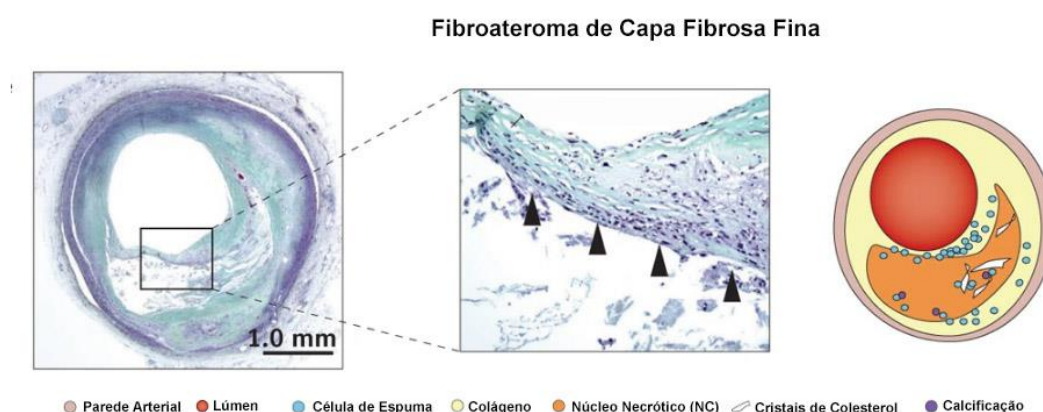 Fibroateroma de Capa Fibrosa Fina
1.0 mm
Parede Arterial Lúmen Célula de Espuma Colágeno Núcleo Necrótico (NC) Cristais de Colesterol Calcificação